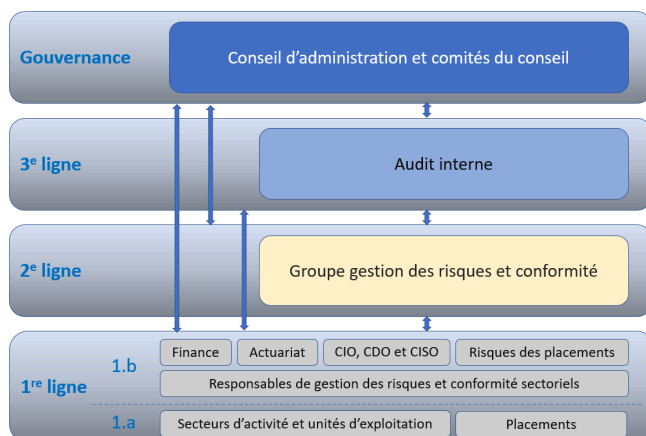 Gouvernance
Conseil d'administration et comités du conseil
3e ligne
Audit interne
2e ligne
Groupe gestion des risques et conformité
1re ligne
1.b
Finance
Actuariat
CIO, CDO et CISO
Risques des placements
Responsables de gestion des risques et conformité sectoriels
1.a
Secteurs d'activité et unités d'exploitation
Placements